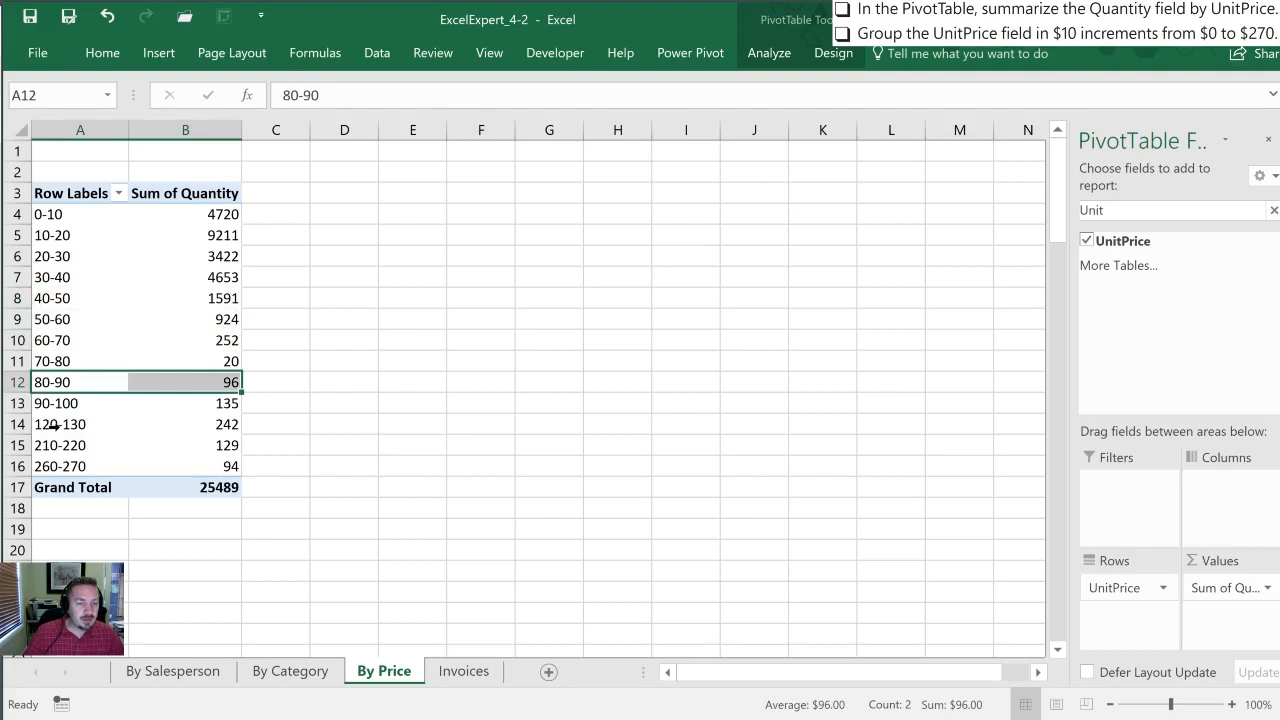 ExcelExpert_4-2 - Excel
PivotTable Too
In the PivotTable, summarize the Quantity field by UnitPrice.
Group the UnitPrice field in $10 increments from $0 to $270.
File Home Insert Page Layout Formulas Data Review View Developer Help Power Pivot Analyze Design Tell me what you want to do Shar
A12 fx 80-90
A B C D E F G H I J K L M N
1
2
3 Row Labels Sum of Quantity
4 0-10 4720
5 10-20 9211
6 20-30 3422
7 30-40 4653
8 40-50 1591
9 50-60 924
10 60-70 252
11 70-80 20
12 80-90 96
13 90-100 135
14 120-130 242
15 210-220 129
16 260-270 94
17 Grand Total 25489
18
19
20
PivotTable F..
Choose fields to add to
report:
Unit
UnitPrice
More Tables...
Drag fields between areas below:
Filters Columns
Rows Values
UnitPrice Sum of Qu...
Defer Layout Update Update
By Salesperson By Category By Price Invoices
Ready Average: $96.00 Count: 2 Sum: $96.00 100%